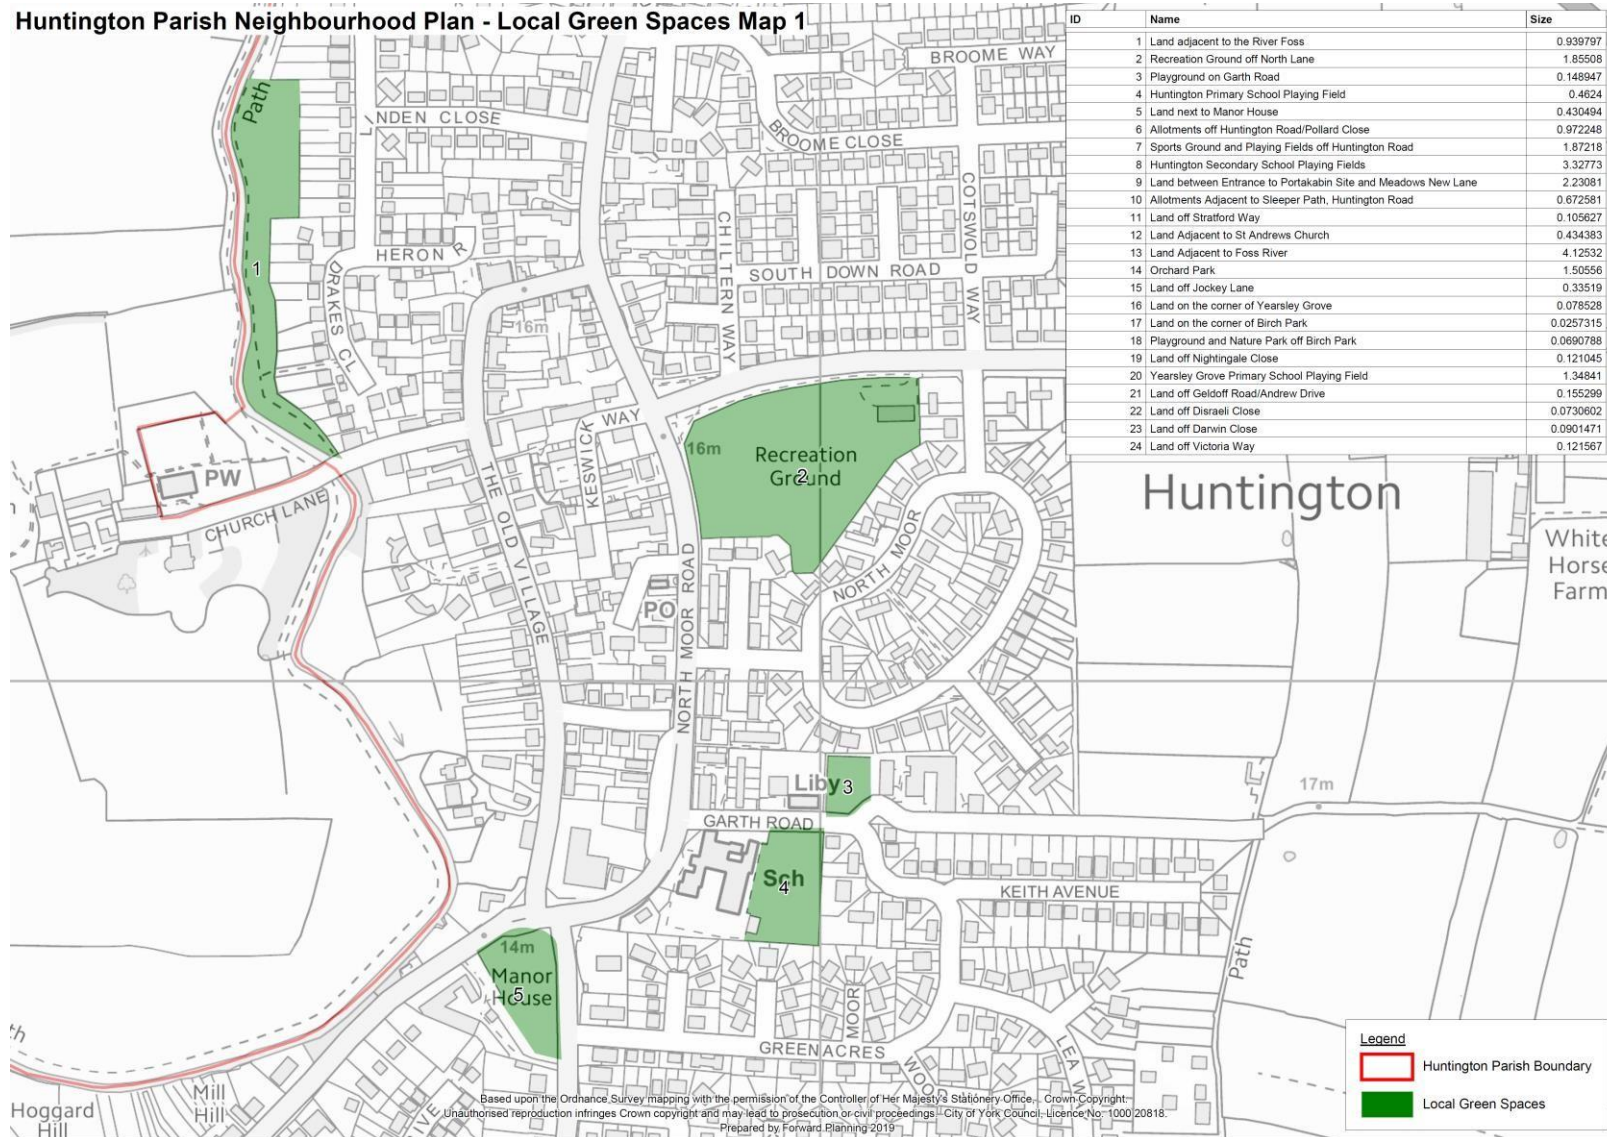 Huntington Parish Neighbourhood Plan - Local Green Spaces Map 1
ID Name Size
1 Land adjacent to the River Foss 0.939797
2 Recreation Ground off North Lane 1.85508
3 Playground on Garth Road 0.148947
4 Huntington Primary School Playing Field 0.4624
5 Land next to Manor House 0.430494
6 Allotments off Huntington Road/Pollard Close 0.972248
7 Sports Ground and Playing Fields off Huntington Road 1.87218
8 Huntington Secondary School Playing Fields 3.32773
9 Land between Entrance to Portakabin Site and Meadows New Lane 2.23081
10 Allotments Adjacent to Sleeper Path, Huntington Road 0.672581
11 Land off Stratford Way 0.105627
12 Land Adjacent to St Andrews Church 0.434383
13 Land Adjacent to Foss River 4.12532
14 Orchard Park 1.50556
15 Land off Jockey Lane 0.33519
16 Land on the corner of Yearsley Grove 0.078528
17 Land on the corner of Birch Park 0.0257315
18 Playground and Nature Park off Birch Park 0.0690788
19 Land off Nightingale Close 0.121045
20 Yearsley Grove Primary School Playing Field 1.34841
21 Land off Geldoff Road/Andrew Drive 0.155299
22 Land off Disraeli Close 0.0730602
23 Land off Darwin Close 0.0901471
24 Land off Victoria Way 0.121567
BROOME WAY
Path
NDEN CLOSE
BROOME CLOSE
COTSWOLD WAY
CHILTERN WAY
HERON R
1
DRAKES CL
SOUTH DOWN ROAD
16m
KESWICK WAY
16m
Recreation
Ground
2
PW
CHURCH LANE
THE OLD VILLAGE
Huntington
White
Horse
Farm
NORTH MOOR
NORTH MOOR ROAD
PO
Liby
3
17m
GARTH ROAD
Sch
4
KEITH AVENUE
14m
Manor
House
5
Path
MOOR
GREENACRES
WOOD
LEA WAY
th
Mill
Hill
Hoggard
Hill
IVE
Legend
Huntington Parish Boundary
Local Green Spaces
Based upon the Ordnance Survey mapping with the permission of the Controller of Her Majesty's Stationery Office, Crown Copyright.
Unauthorised reproduction infringes Crown copyright and may lead to prosecution or civil proceedings City of York Council, Licence No. 1000 20818.
Prepared by Forward Planning 2019